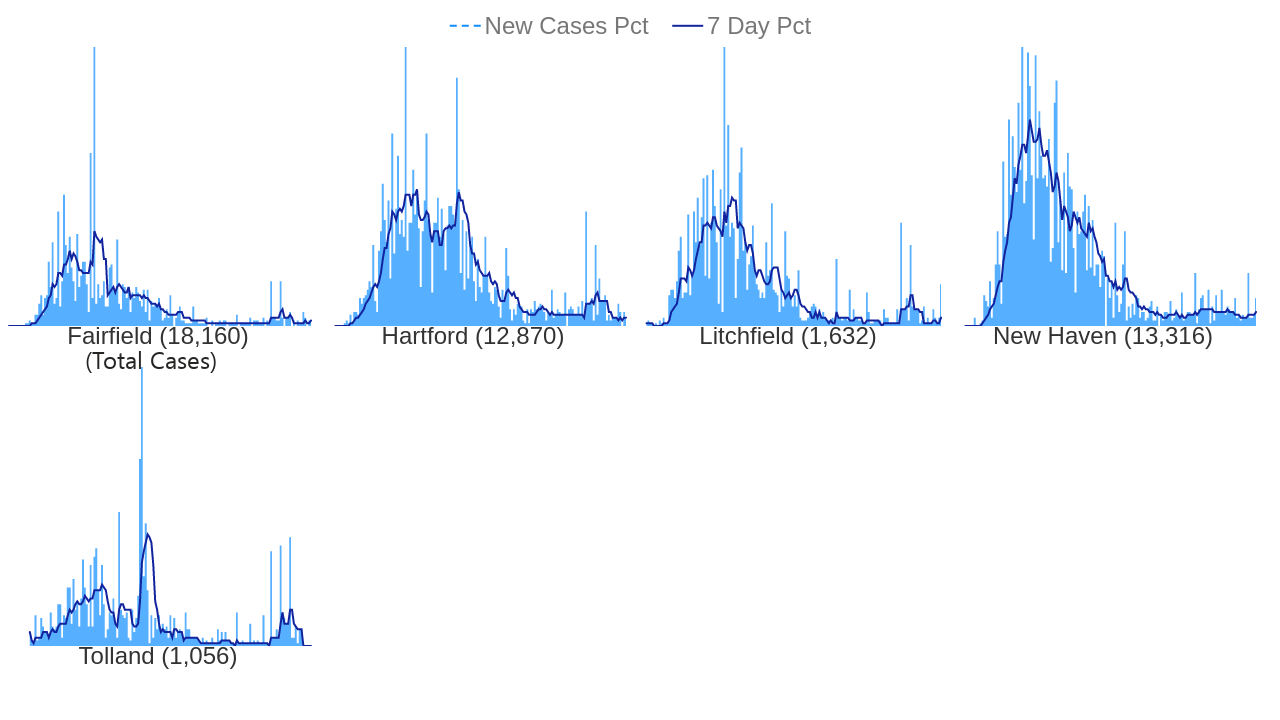 New Cases Pct 7 Day Pct
Fairfield (18,160)
(Total Cases)
Hartford (12,870)
Litchfield (1,632)
New Haven (13,316)
Tolland (1,056)